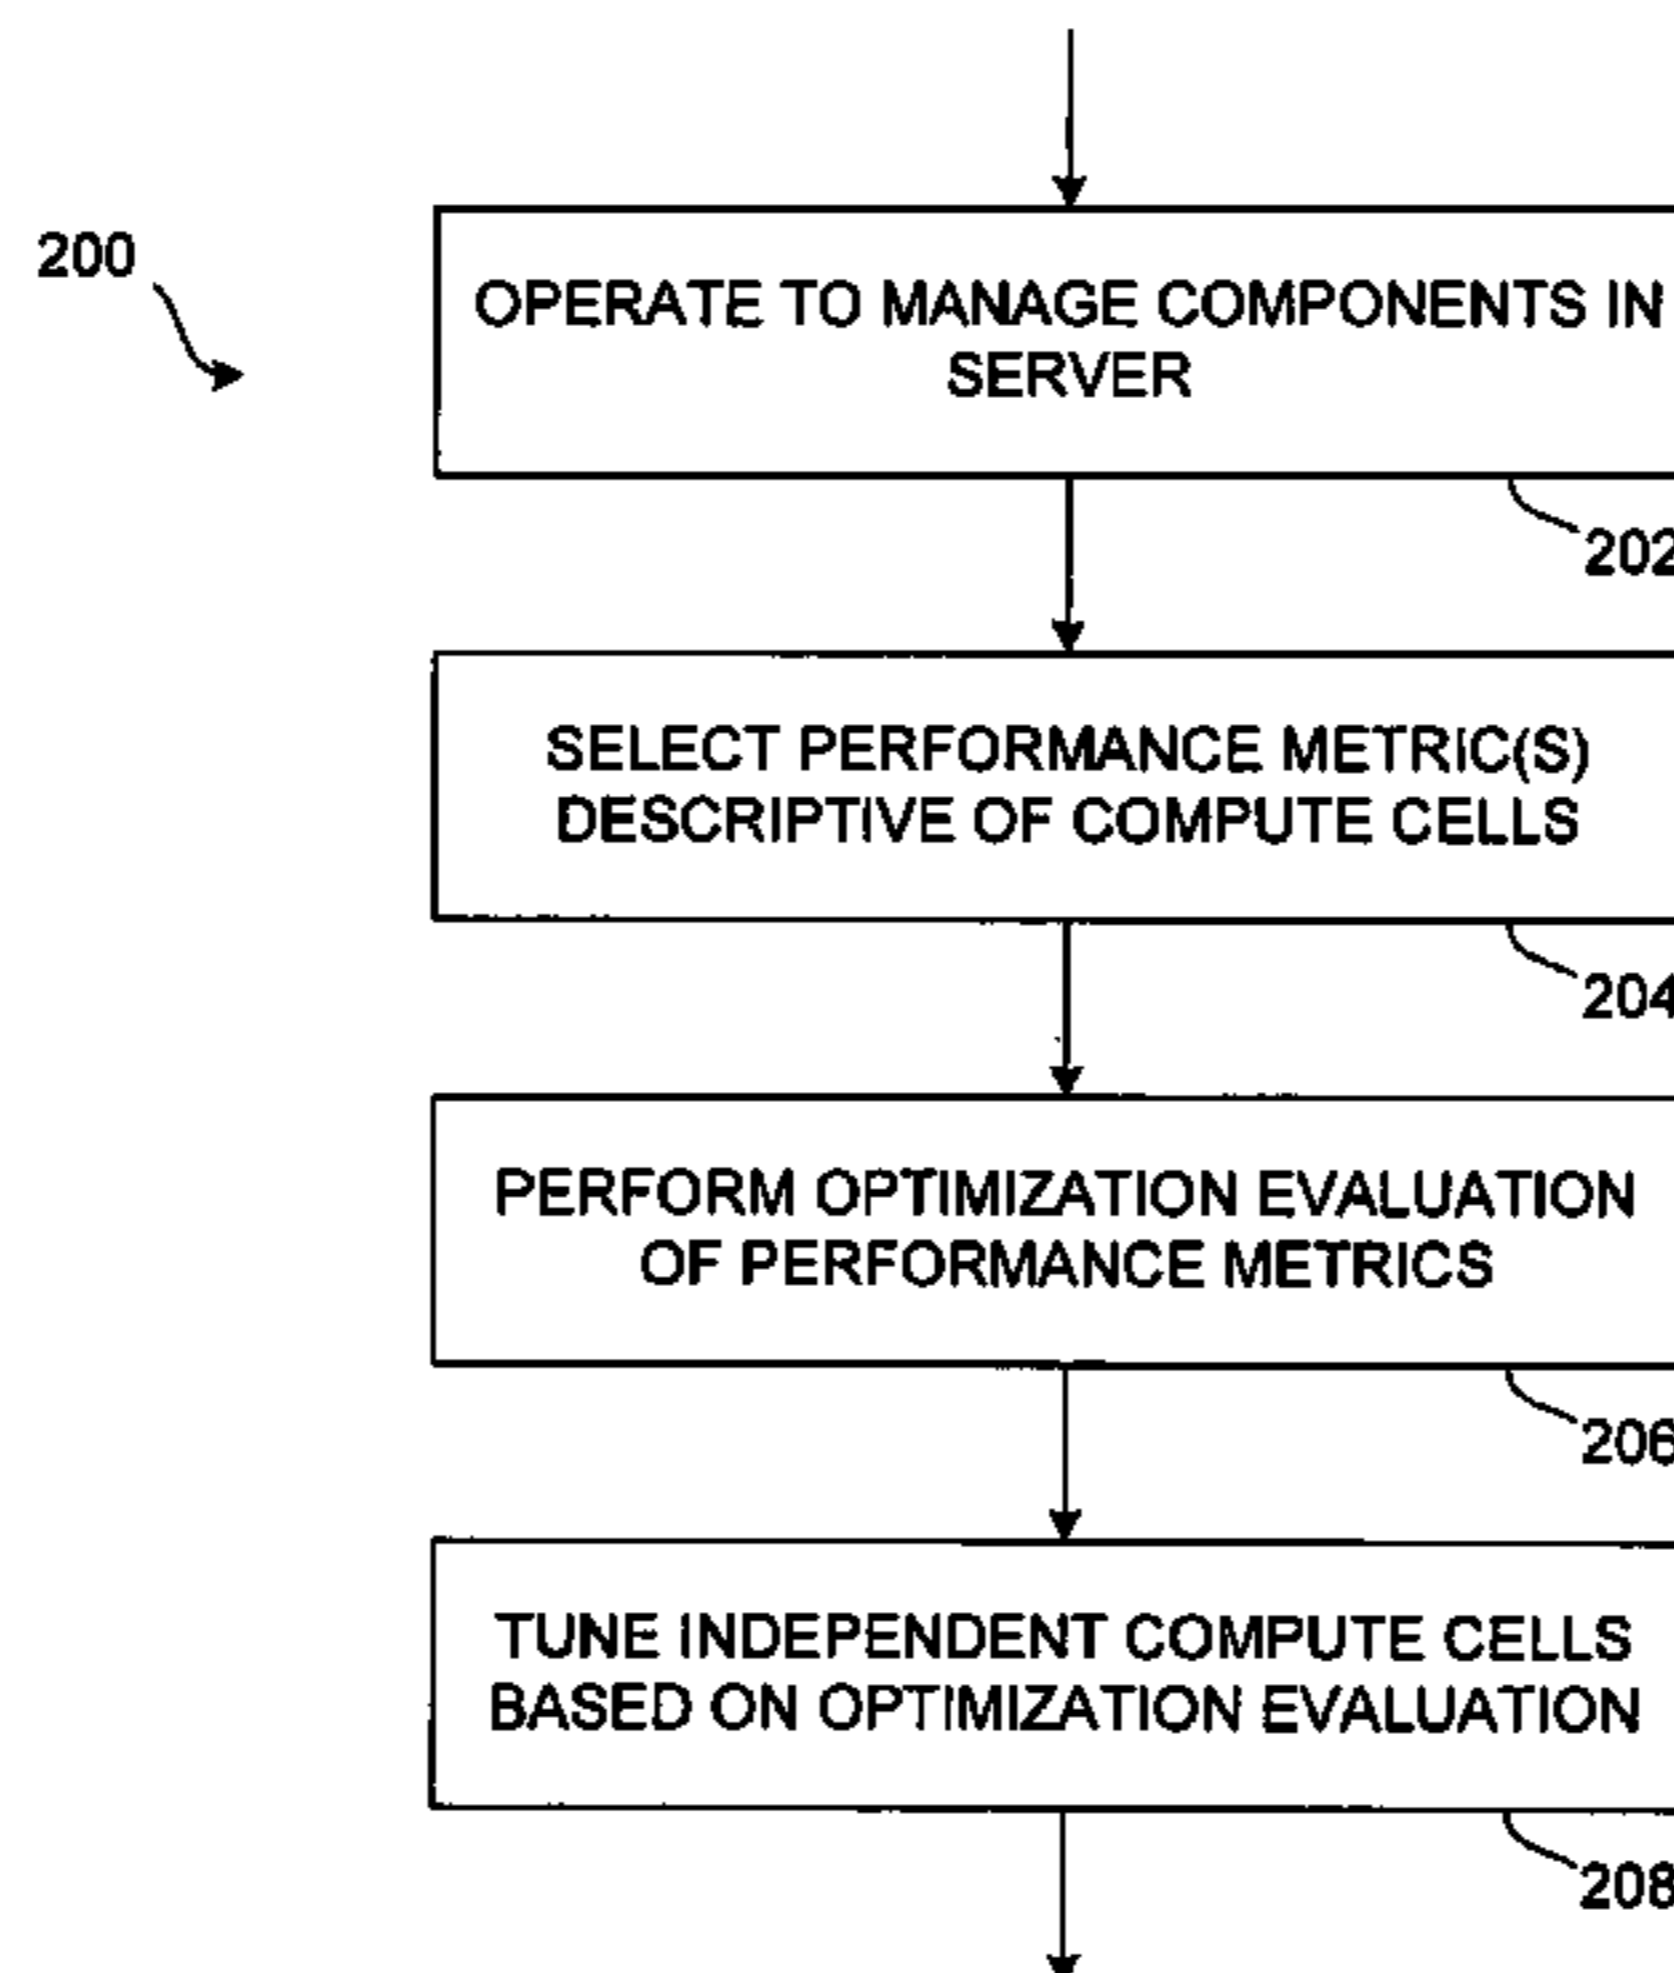 200
OPERATE TO MANAGE COMPONENTS IN
SERVER
202
SELECT PERFORMANCE METRIC(S)
DESCRIPTIVE OF COMPUTE CELLS
204
PERFORM OPTIMIZATION EVALUATION
OF PERFORMANCE METRICS
206
TUNE INDEPENDENT COMPUTE CELLS
BASED ON OPTIMIZATION EVALUATION
208